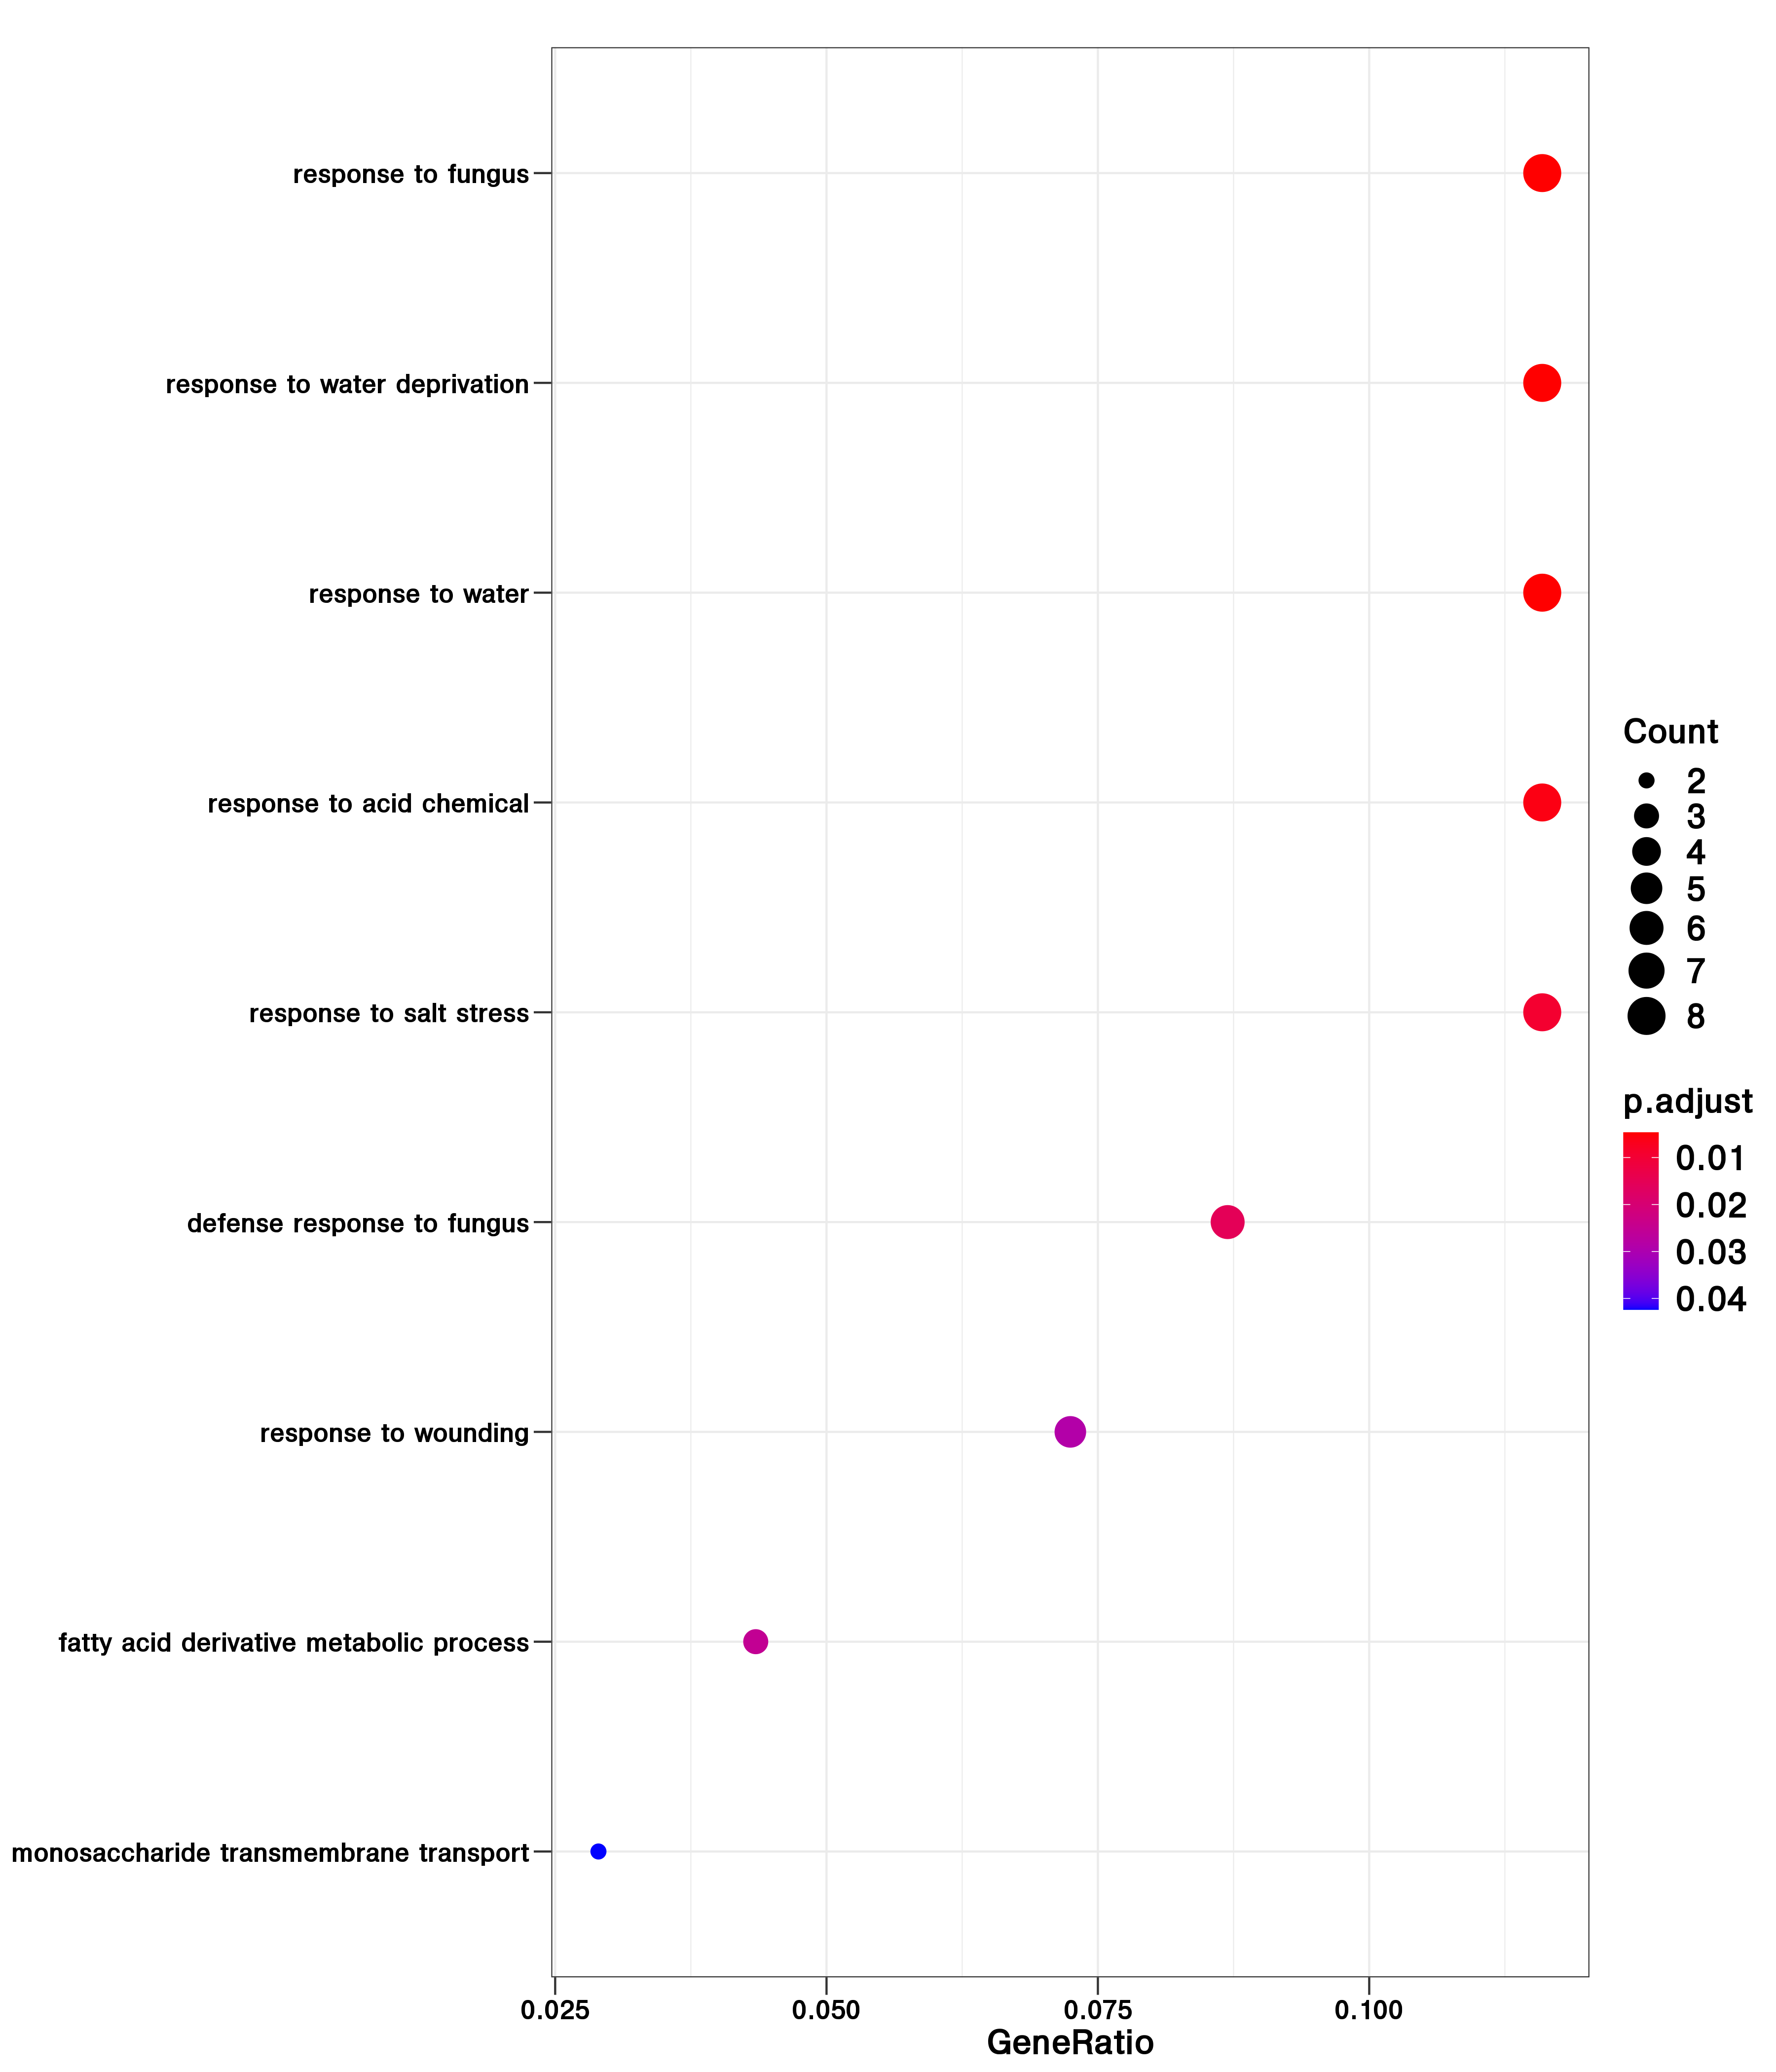 response to fungus
response to water deprivation
response to water
response to acid chemical
response to salt stress
defense response to fungus
response to wounding
fatty acid derivative metabolic process
monosaccharide transmembrane transport
0.025 0.050 0.075 0.100
GeneRatio
Count
2
3
4
5
6
7
8
p.adjust
0.01
0.02
0.03
0.04